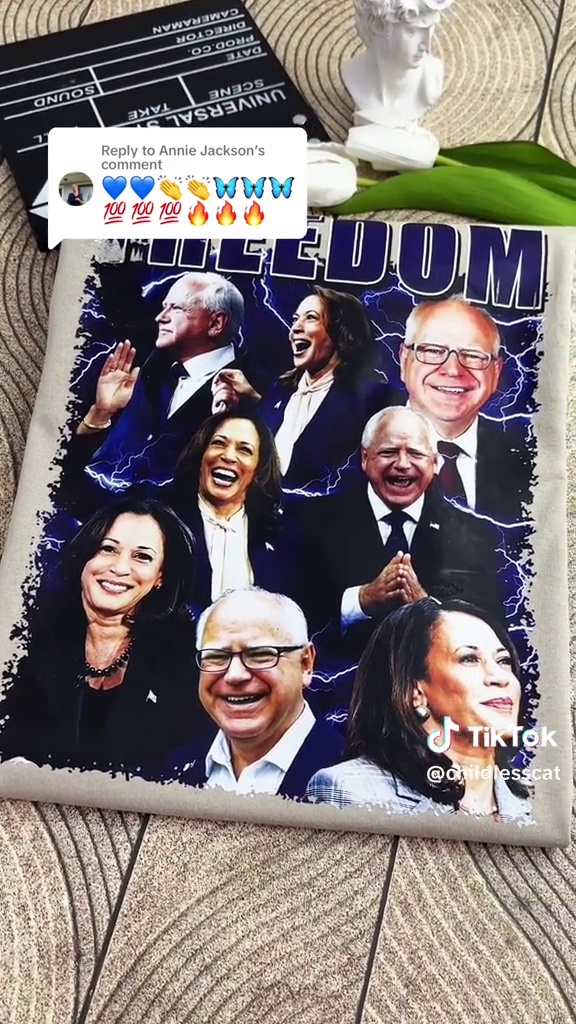 CAMERAMAN
DIRECTOR
PROD.CO.
DATE
SOUND
TAKE
SCENE
UNIVERSAL
Reply to Annie Jackson's
comment
💙💙👏👏🦋🦋🦋
💯💯💯🔥🔥🔥
FREEDOM
TikTok
@childlesscat